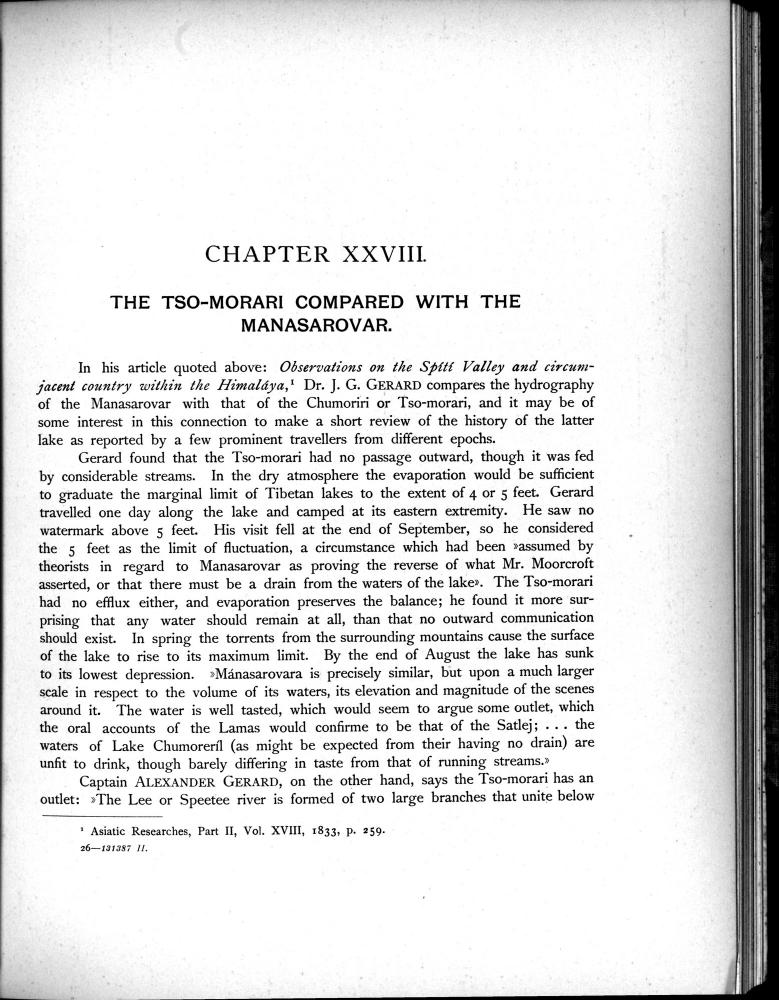 CHAPTER XXVIII.
THE TSO-MORARI COMPARED WITH THE
MANASAROVAR.
In his article quoted above: Observations on the Spítí Valley and circum-
jacent country within the Himaláya,¹ Dr. J. G. GERARD compares the hydrography
of the Manasarovar with that of the Chumoriri or Tso-morari, and it may be of
some interest in this connection to make a short review of the history of the latter
lake as reported by a few prominent travellers from different epochs.
Gerard found that the Tso-morari had no passage outward, though it was fed
by considerable streams. In the dry atmosphere the evaporation would be sufficient
to graduate the marginal limit of Tibetan lakes to the extent of 4 or 5 feet. Gerard
travelled one day along the lake and camped at its eastern extremity. He saw no
watermark above 5 feet. His visit fell at the end of September, so he considered
the 5 feet as the limit of fluctuation, a circumstance which had been »assumed by
theorists in regard to Manasarovar as proving the reverse of what Mr. Moorcroft
asserted, or that there must be a drain from the waters of the lake». The Tso-morari
had no efflux either, and evaporation preserves the balance; he found it more sur-
prising that any water should remain at all, than that no outward communication
should exist. In spring the torrents from the surrounding mountains cause the surface
of the lake to rise to its maximum limit. By the end of August the lake has sunk
to its lowest depression. »Mánasarovara is precisely similar, but upon a much larger
scale in respect to the volume of its waters, its elevation and magnitude of the scenes
around it. The water is well tasted, which would seem to argue some outlet, which
the oral accounts of the Lamas would confirme to be that of the Satlej; . . . the
waters of Lake Chumoreríl (as might be expected from their having no drain) are
unfit to drink, though barely differing in taste from that of running streams.»
Captain ALEXANDER GERARD, on the other hand, says the Tso-morari has an
outlet: »The Lee or Speetee river is formed of two large branches that unite below
¹ Asiatic Researches, Part II, Vol. XVIII, 1833, p. 259.
26—131387 II.